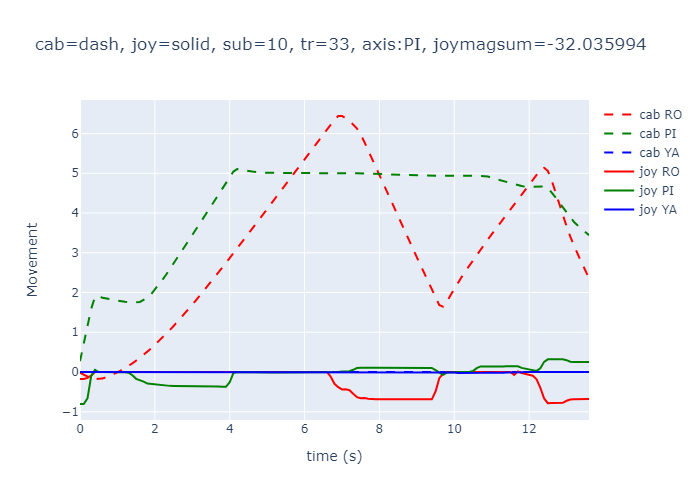 cab=dash, joy=solid, sub=10, tr=33, axis:PI, joymagsum=-32.035994
cab RO
cab PI
cab YA
joy RO
joy PI
joy YA
Movement
6
5
4
3
2
1
0
−1
0 2 4 6 8 10 12
time (s)